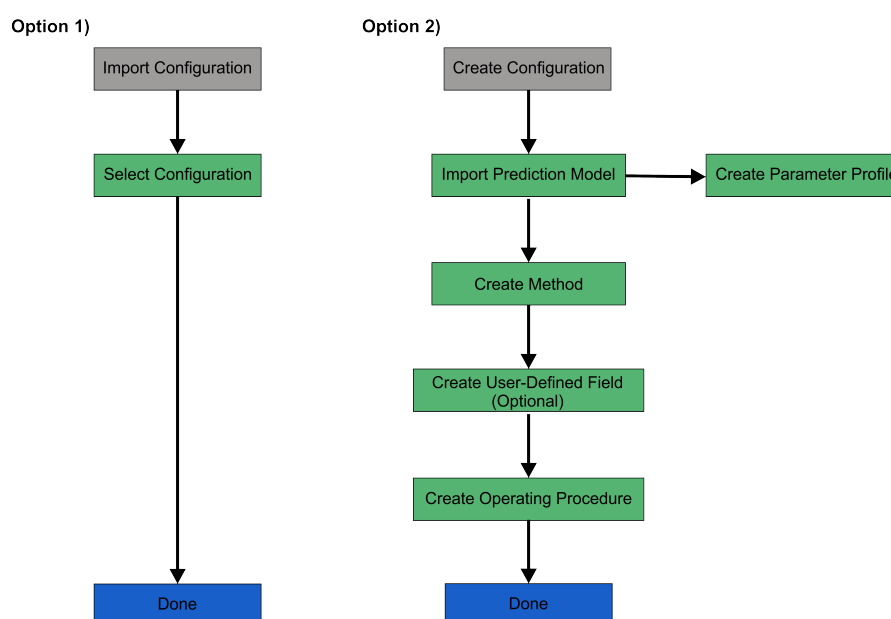 Option 1)
Import Configuration
Select Configuration
Done
Option 2)
Create Configuration
Import Prediction Model
Create Parameter Profile
Create Method
Create User-Defined Field
(Optional)
Create Operating Procedure
Done